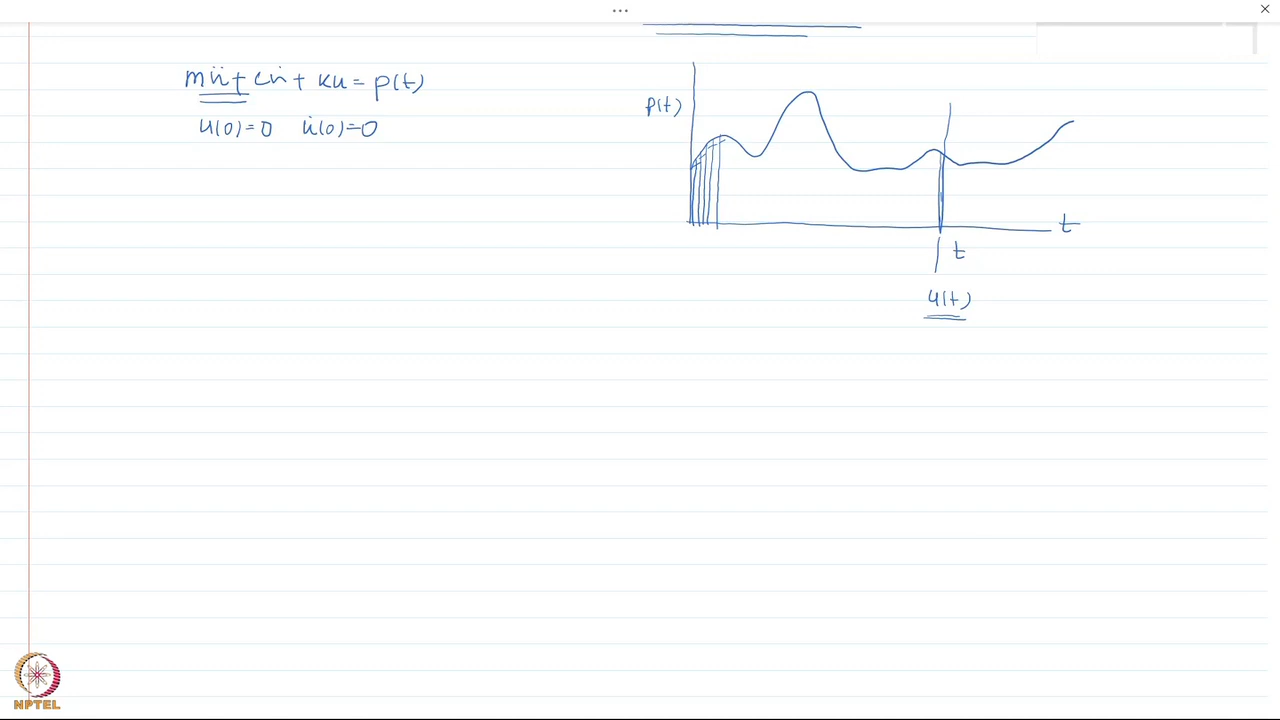 mü + cu̇ + ku = p(t)
u(0)=0 u̇(0)=0
p(t)
t
t
u(t)
NPTEL